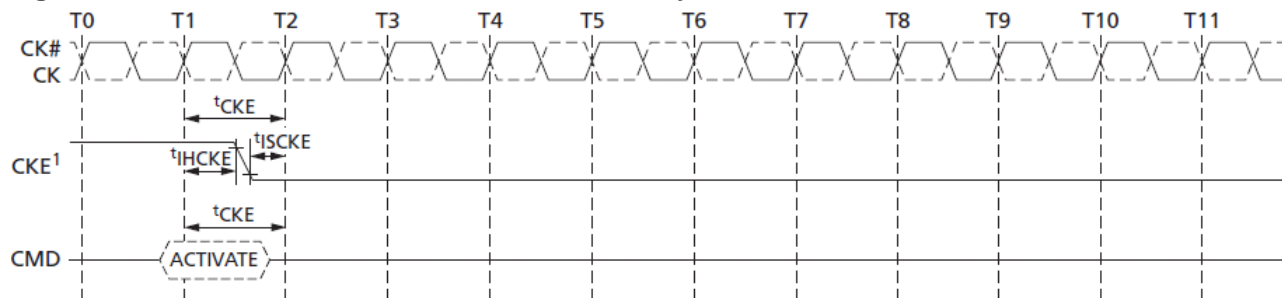 T0 T1 T2 T3 T4 T5 T6 T7 T8 T9 T10 T11
CK#
CK
tCKE
tISCKE
CKE1
tIHCKE
tCKE
CMD
ACTIVATE